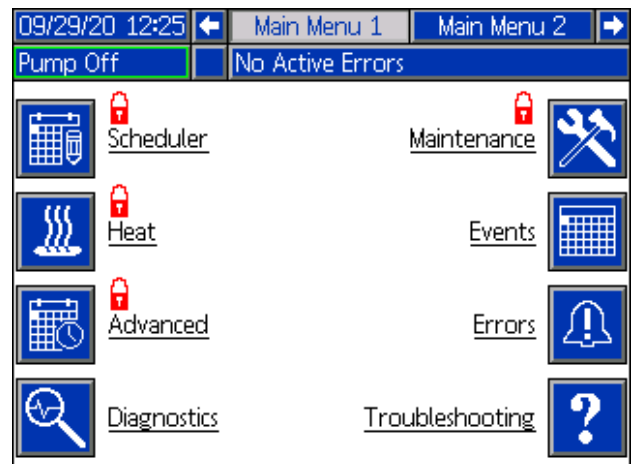 09/29/20 12:25 Main Menu 1 Main Menu 2
Pump Off No Active Errors
Scheduler Maintenance
Heat Events
Advanced Errors
Diagnostics Troubleshooting
?